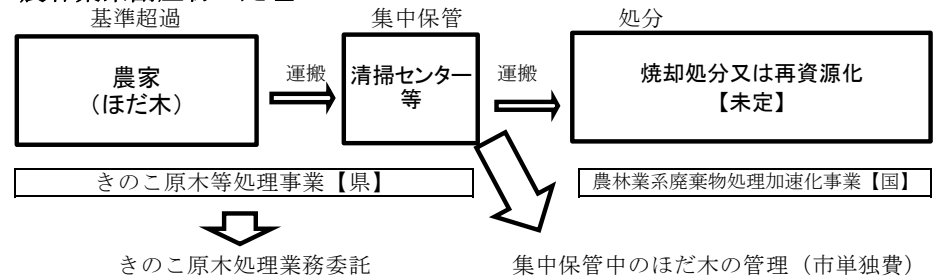 基準超過 集中保管 処分
農家
（ほだ木）
運搬
清掃センター
等
運搬
焼却処分又は再資源化
【未定】
きのこ原木等処理事業【県】
農林業系廃棄物処理加速化事業【国】
きのこ原木処理業務委託
集中保管中のほだ木の管理（市単独費）